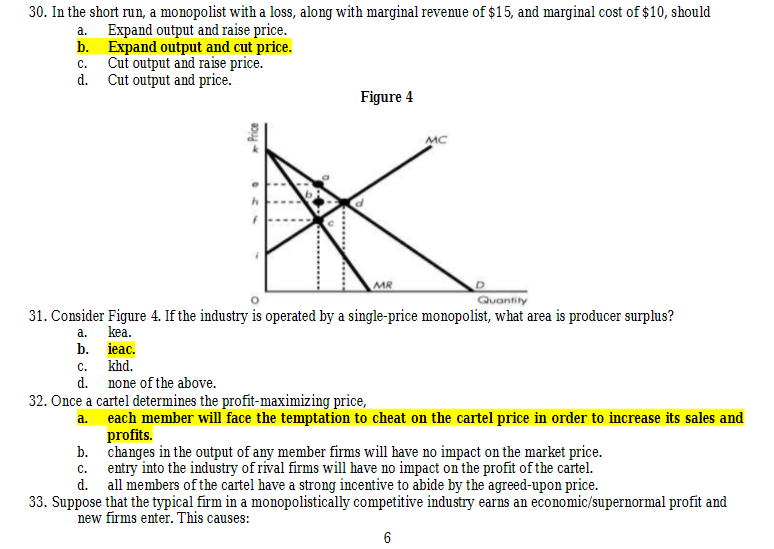 30. In the short run, a monopolist with a loss, along with marginal revenue of $15, and marginal cost of $10, should
a. Expand output and raise price.
b. Expand output and cut price.
c. Cut output and raise price.
d. Cut output and price.
Figure 4
Price
k
MC
a
e
b
h
d
f
c
i
MR
D
O
Quantity
31. Consider Figure 4. If the industry is operated by a single-price monopolist, what area is producer surplus?
a. kea.
b. ieac.
c. khd.
d. none of the above.
32. Once a cartel determines the profit-maximizing price,
a. each member will face the temptation to cheat on the cartel price in order to increase its sales and
profits.
b. changes in the output of any member firms will have no impact on the market price.
c. entry into the industry of rival firms will have no impact on the profit of the cartel.
d. all members of the cartel have a strong incentive to abide by the agreed-upon price.
33. Suppose that the typical firm in a monopolistically competitive industry earns an economic/supernormal profit and
new firms enter. This causes:
6